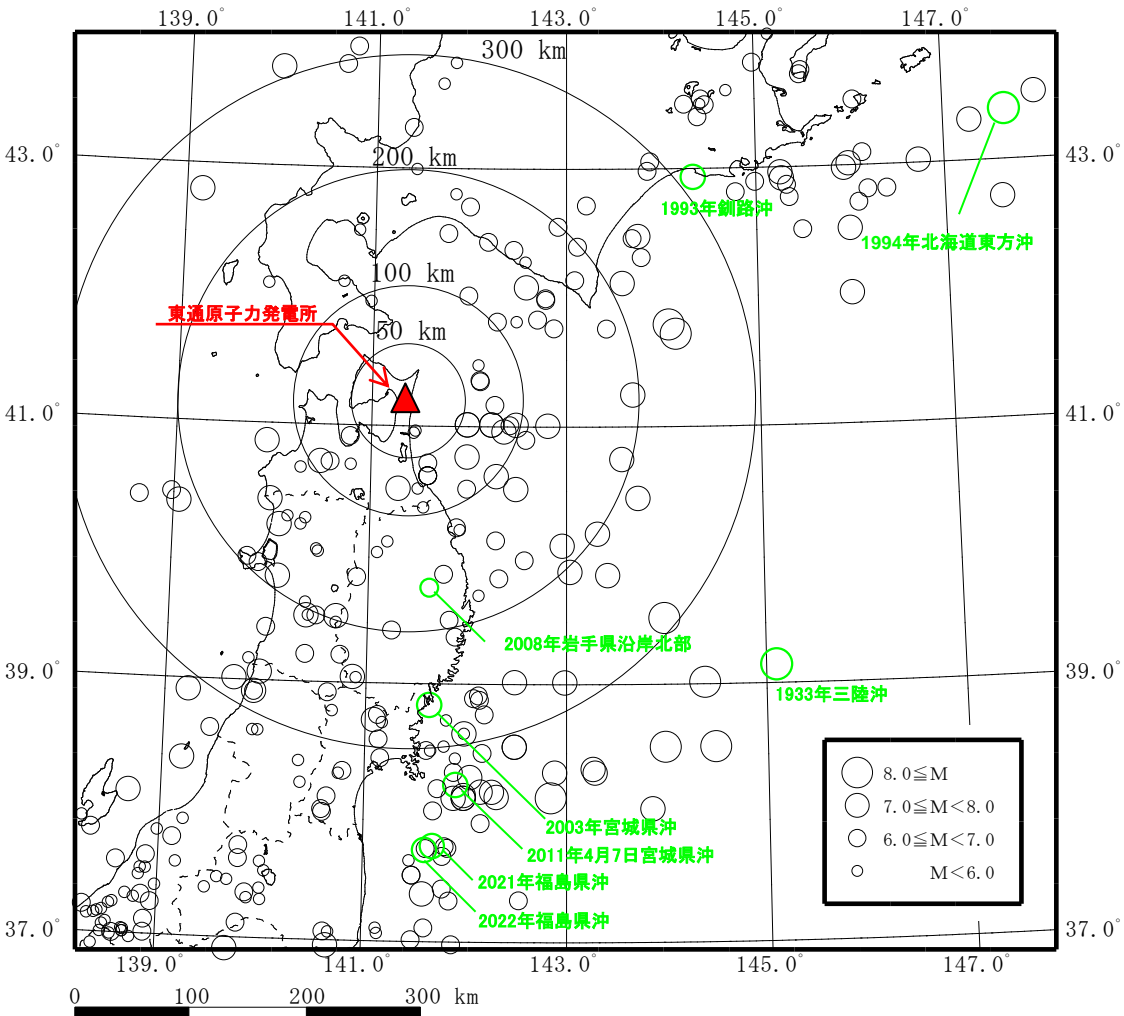 139.0° 141.0° 143.0° 145.0° 147.0°
300 km
43.0° 200 km 43.0°
1993年釧路沖
1994年北海道東方沖
100 km
東通原子力発電所
50 km
41.0° 41.0°
2008年岩手県沿岸北部
39.0° 39.0°
1933年三陸沖
8.0≦M
7.0≦M<8.0
2003年宮城県沖
6.0≦M<7.0
2011年4月7日宮城県沖
M<6.0
2021年福島県沖
2022年福島県沖
37.0° 37.0°
139.0° 141.0° 143.0° 145.0° 147.0°
0 100 200 300 km